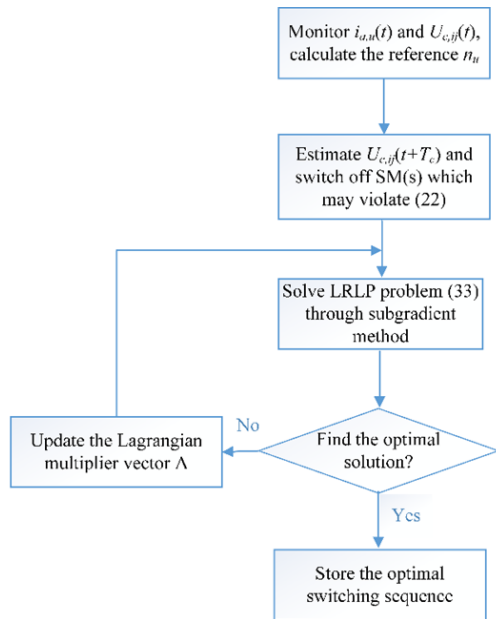 Monitor i_{a,u}(t) and U_{c,ij}(t),
calculate the reference n_u
Estimate U_{c,ij}(t+T_c) and
switch off SM(s) which
may violate (22)
Solve LRLP problem (33)
through subgradient
method
Find the optimal
solution?
No
Update the Lagrangian
multiplier vector Λ
Yes
Store the optimal
switching sequence